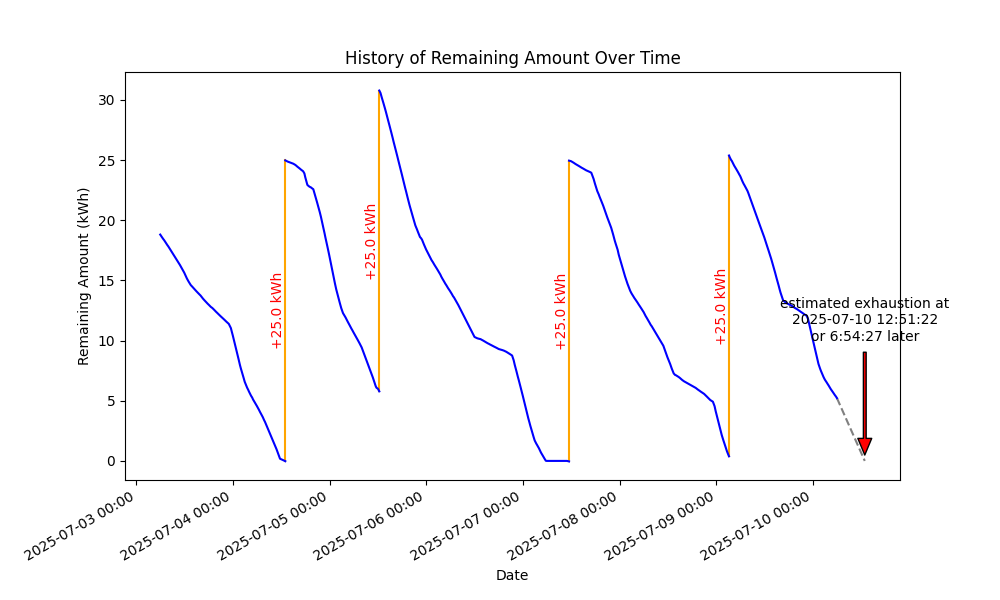 History of Remaining Amount Over Time
Remaining Amount (kWh)
30
25
20
15
10
5
0
+25.0 kWh
+25.0 kWh
+25.0 kWh
+25.0 kWh
estimated exhaustion at
2025-07-10 12:51:22
or 6:54:27 later
2025-07-03 00:00
2025-07-04 00:00
2025-07-05 00:00
2025-07-06 00:00
2025-07-07 00:00
2025-07-08 00:00
2025-07-09 00:00
2025-07-10 00:00
Date